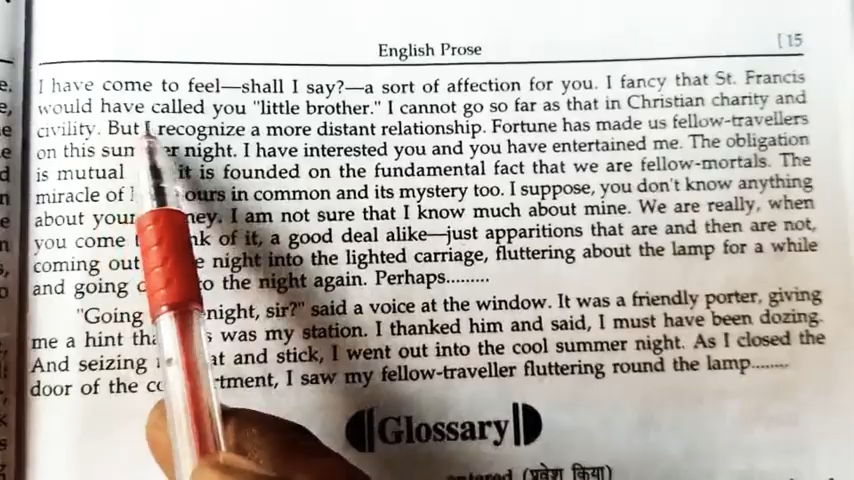 English Prose
[ 15
I have come to feel—shall I say?—a sort of affection for you. I fancy that St. Francis
would have called you "little brother." I cannot go so far as that in Christian charity and
civility. But I recognize a more distant relationship. Fortune has made us fellow-travellers
on this sum er night. I have interested you and you have entertained me. The obligation
is mutual it is founded on the fundamental fact that we are fellow-mortals. The
miracle of ours in common and its mystery too. I suppose, you don't know anything
about your ney. I am not sure that I know much about mine. We are really, when
you come of it, a good deal alike—just apparitions that are and then are not,
coming out night into the lighted carriage, fluttering about the lamp for a while
and going to the night again. Perhaps.........
"Going night, sir?" said a voice at the window. It was a friendly porter, giving
me a hint was my station. I thanked him and said, I must have been dozing.
And seizing and stick, I went out into the cool summer night. As I closed the
door of the rtment, I saw my fellow-traveller fluttering round the lamp........
Glossary
entered (प्रवेश किया)